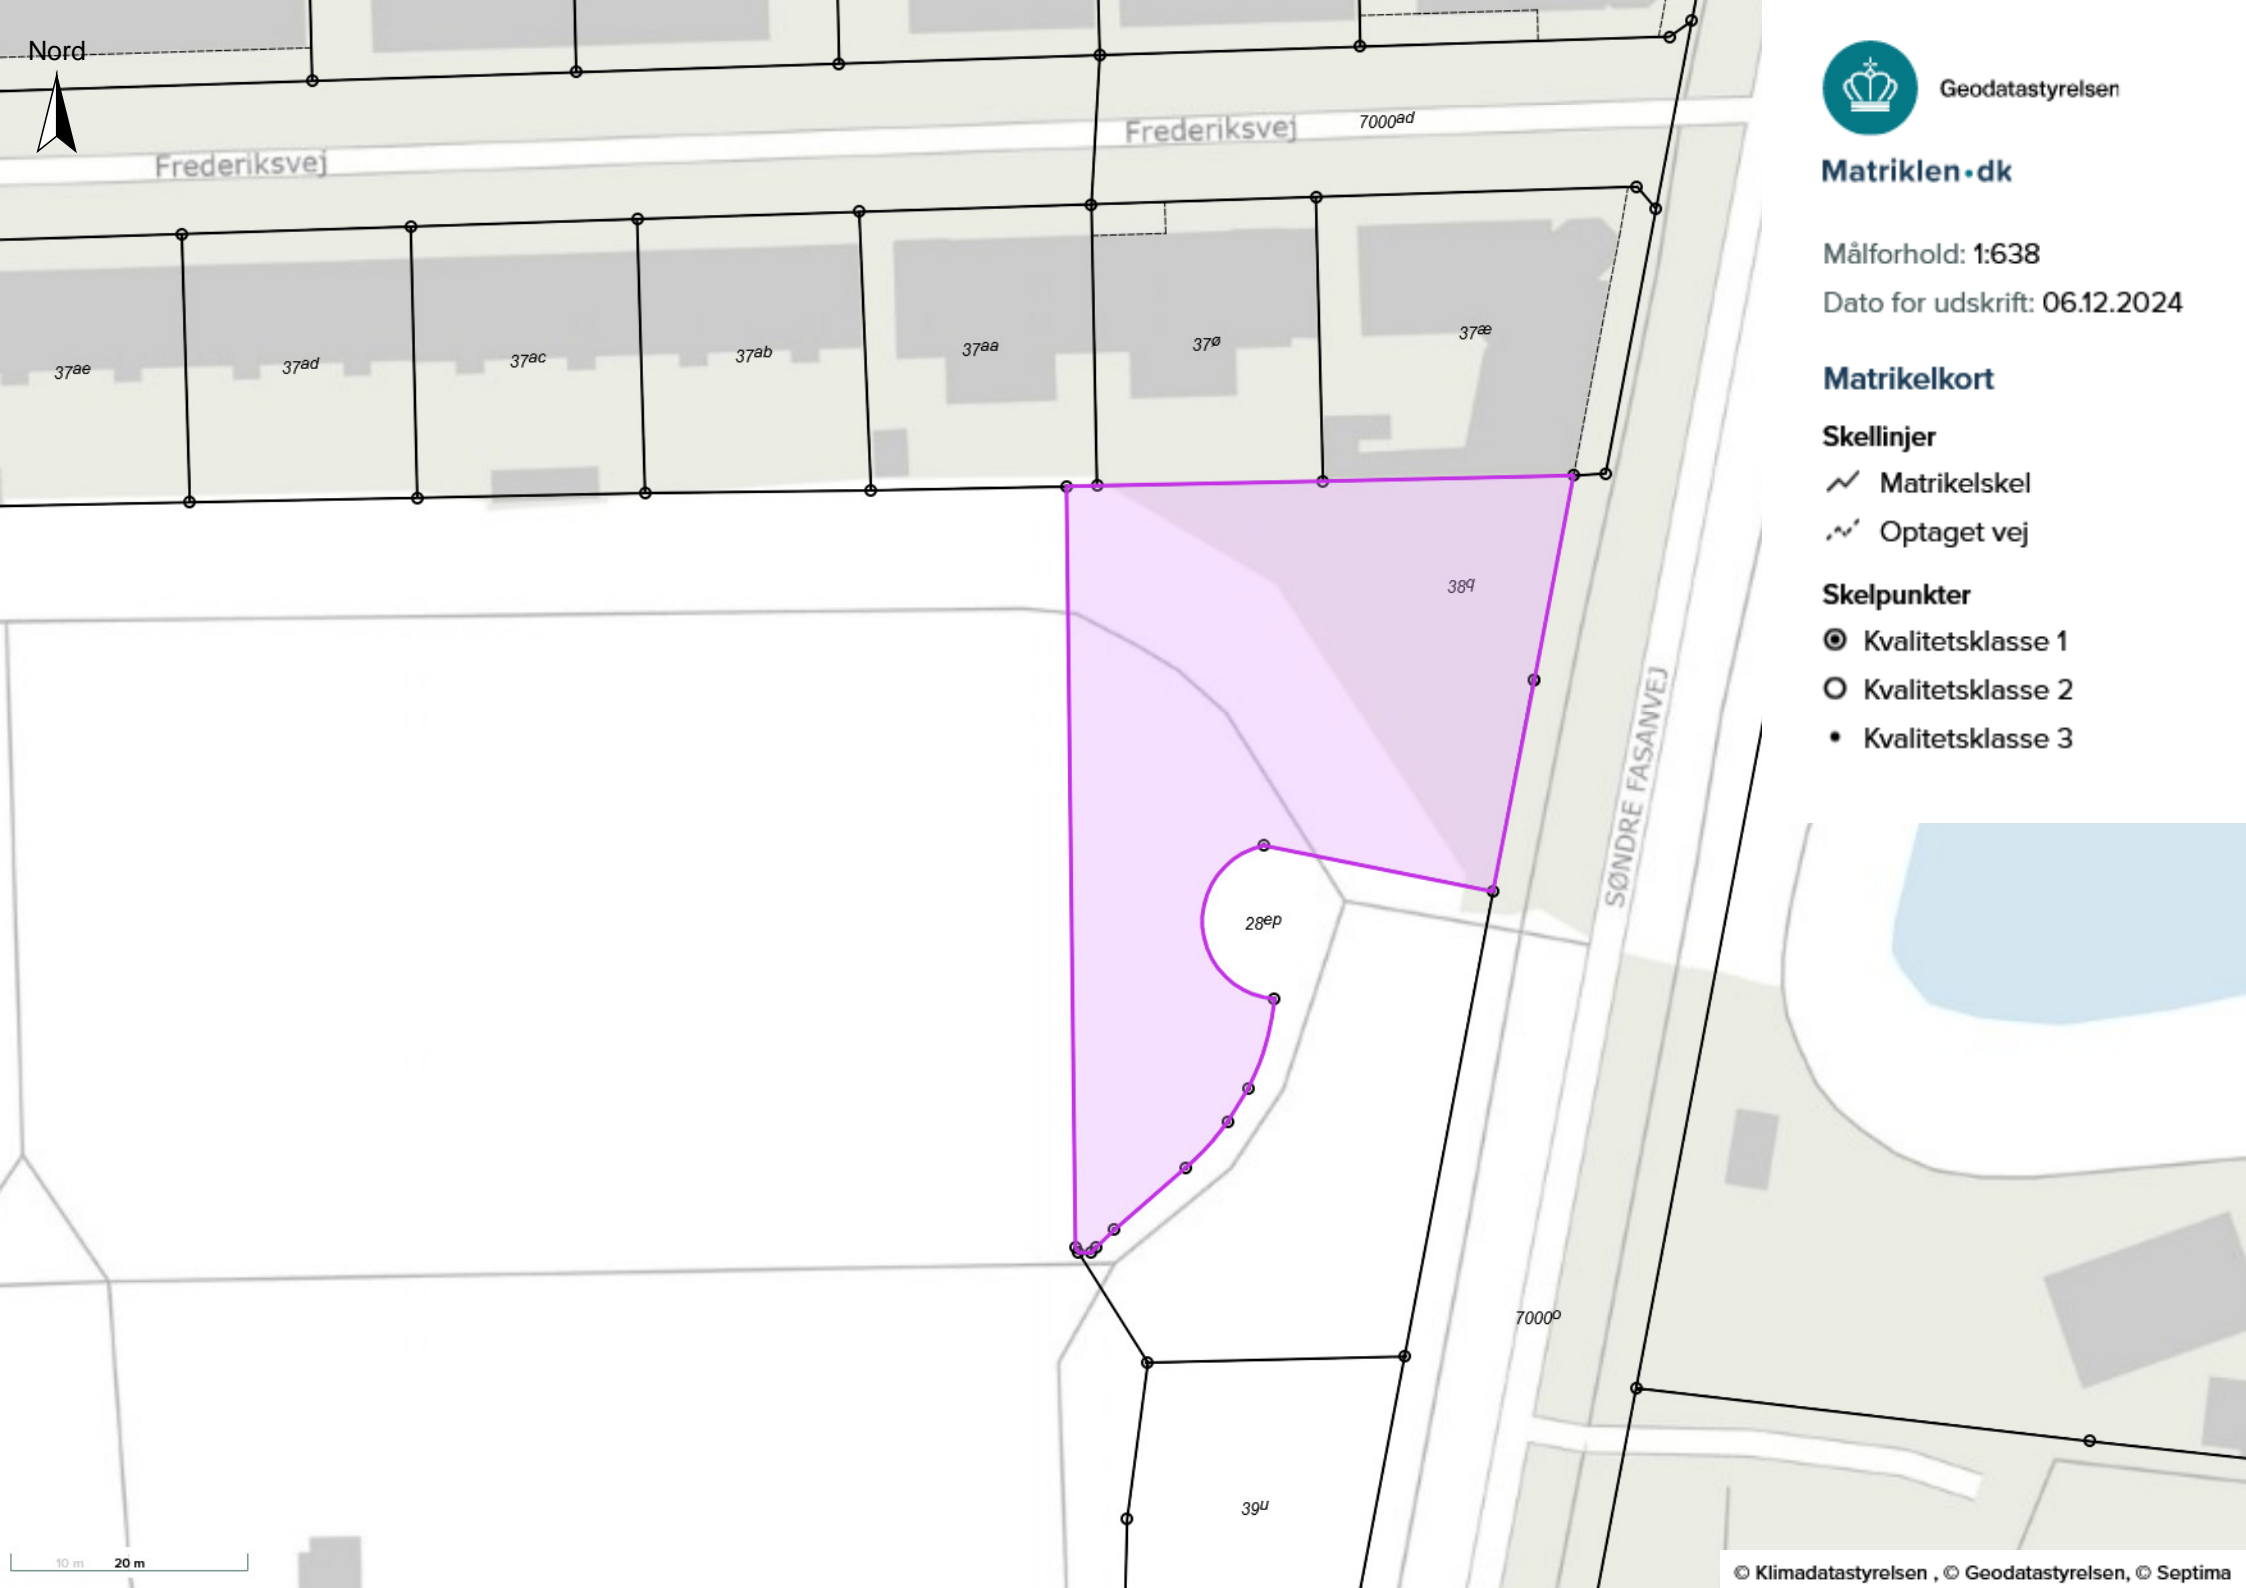 Nord
Frederiksvej
Frederiksvej
7000ad
37ae
37ad
37ac
37ab
37aa
37ø
37æ
38q
SØNDRE FASANVEJ
28ep
7000o
39u
10 m 20 m
Geodatastyrelsen
Matriklen•dk
Målforhold: 1:638
Dato for udskrift: 06.12.2024
Matrikelkort
Skellinjer
Matrikelskel
Optaget vej
Skelpunkter
Kvalitetsklasse 1
Kvalitetsklasse 2
Kvalitetsklasse 3
© Klimadatastyrelsen , © Geodatastyrelsen, © Septima